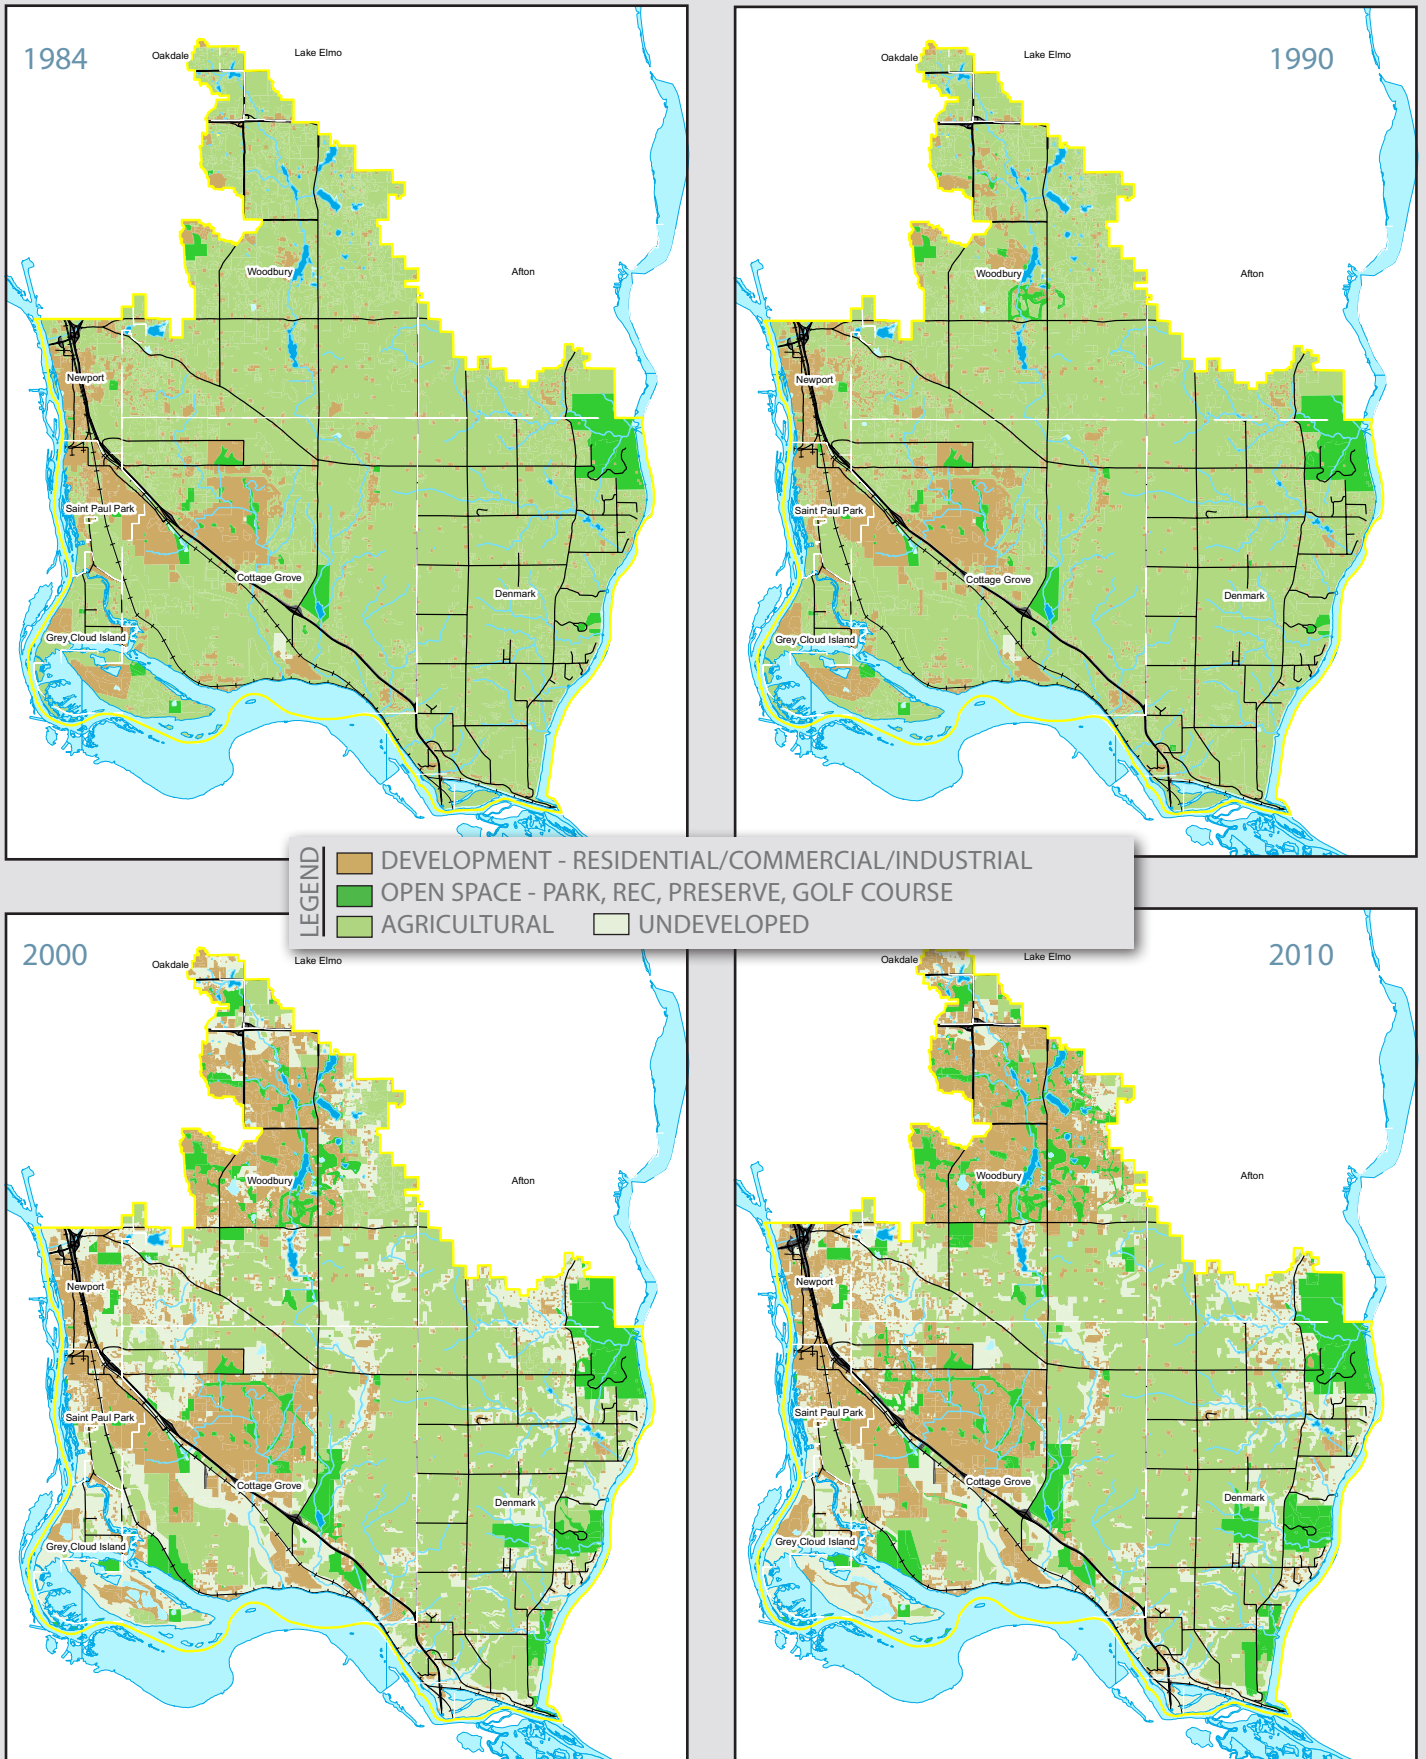 1984
Oakdale
Lake Elmo
Woodbury
Afton
Newport
Saint Paul Park
Cottage Grove
Denmark
Grey Cloud Island
1990
Oakdale
Lake Elmo
Woodbury
Afton
Newport
Saint Paul Park
Cottage Grove
Denmark
Grey Cloud Island
LEGEND
DEVELOPMENT - RESIDENTIAL/COMMERCIAL/INDUSTRIAL
OPEN SPACE - PARK, REC, PRESERVE, GOLF COURSE
AGRICULTURAL UNDEVELOPED
2000
Oakdale
Lake Elmo
Woodbury
Afton
Newport
Saint Paul Park
Cottage Grove
Denmark
Grey Cloud Island
2010
Oakdale
Lake Elmo
Woodbury
Afton
Newport
Saint Paul Park
Cottage Grove
Denmark
Grey Cloud Island